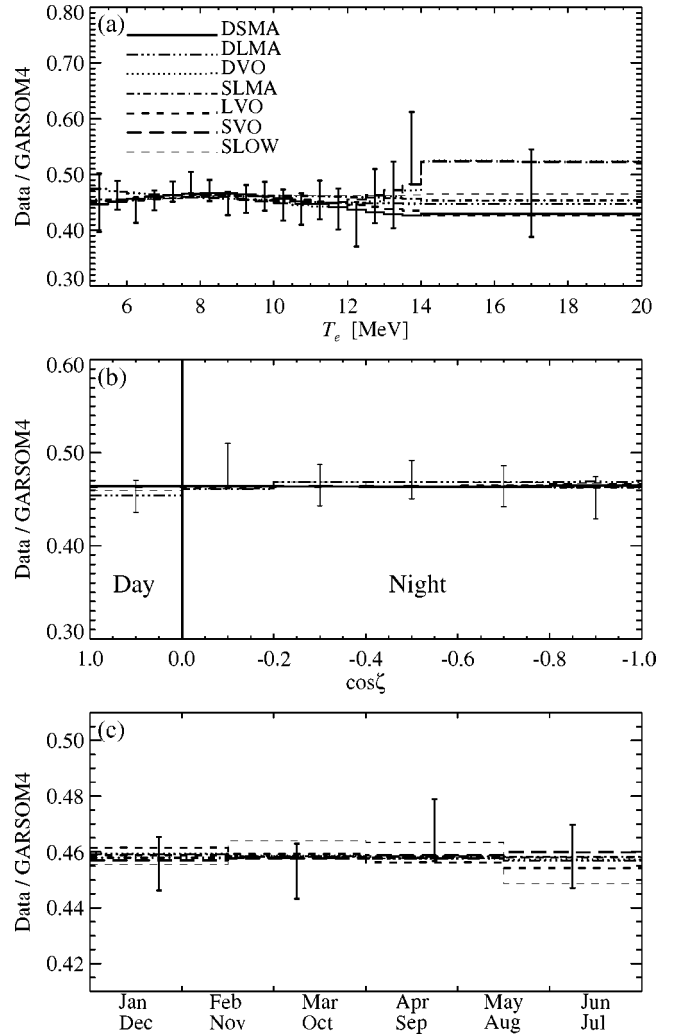 (a)
DSMA
DLMA
DVO
SLMA
LVO
SVO
SLOW
Data / GARSOM4
0.80
0.70
0.60
0.50
0.40
0.30
6 8 10 12 14 16 18 20
T_e [MeV]
(b)
Data / GARSOM4
0.60
0.50
0.40
0.30
Day
Night
1.0 0.0 -0.2 -0.4 -0.6 -0.8 -1.0
cosζ
(c)
Data / GARSOM4
0.50
0.48
0.46
0.44
0.42
Jan Feb Mar Apr May Jun
Dec Nov Oct Sep Aug Jul